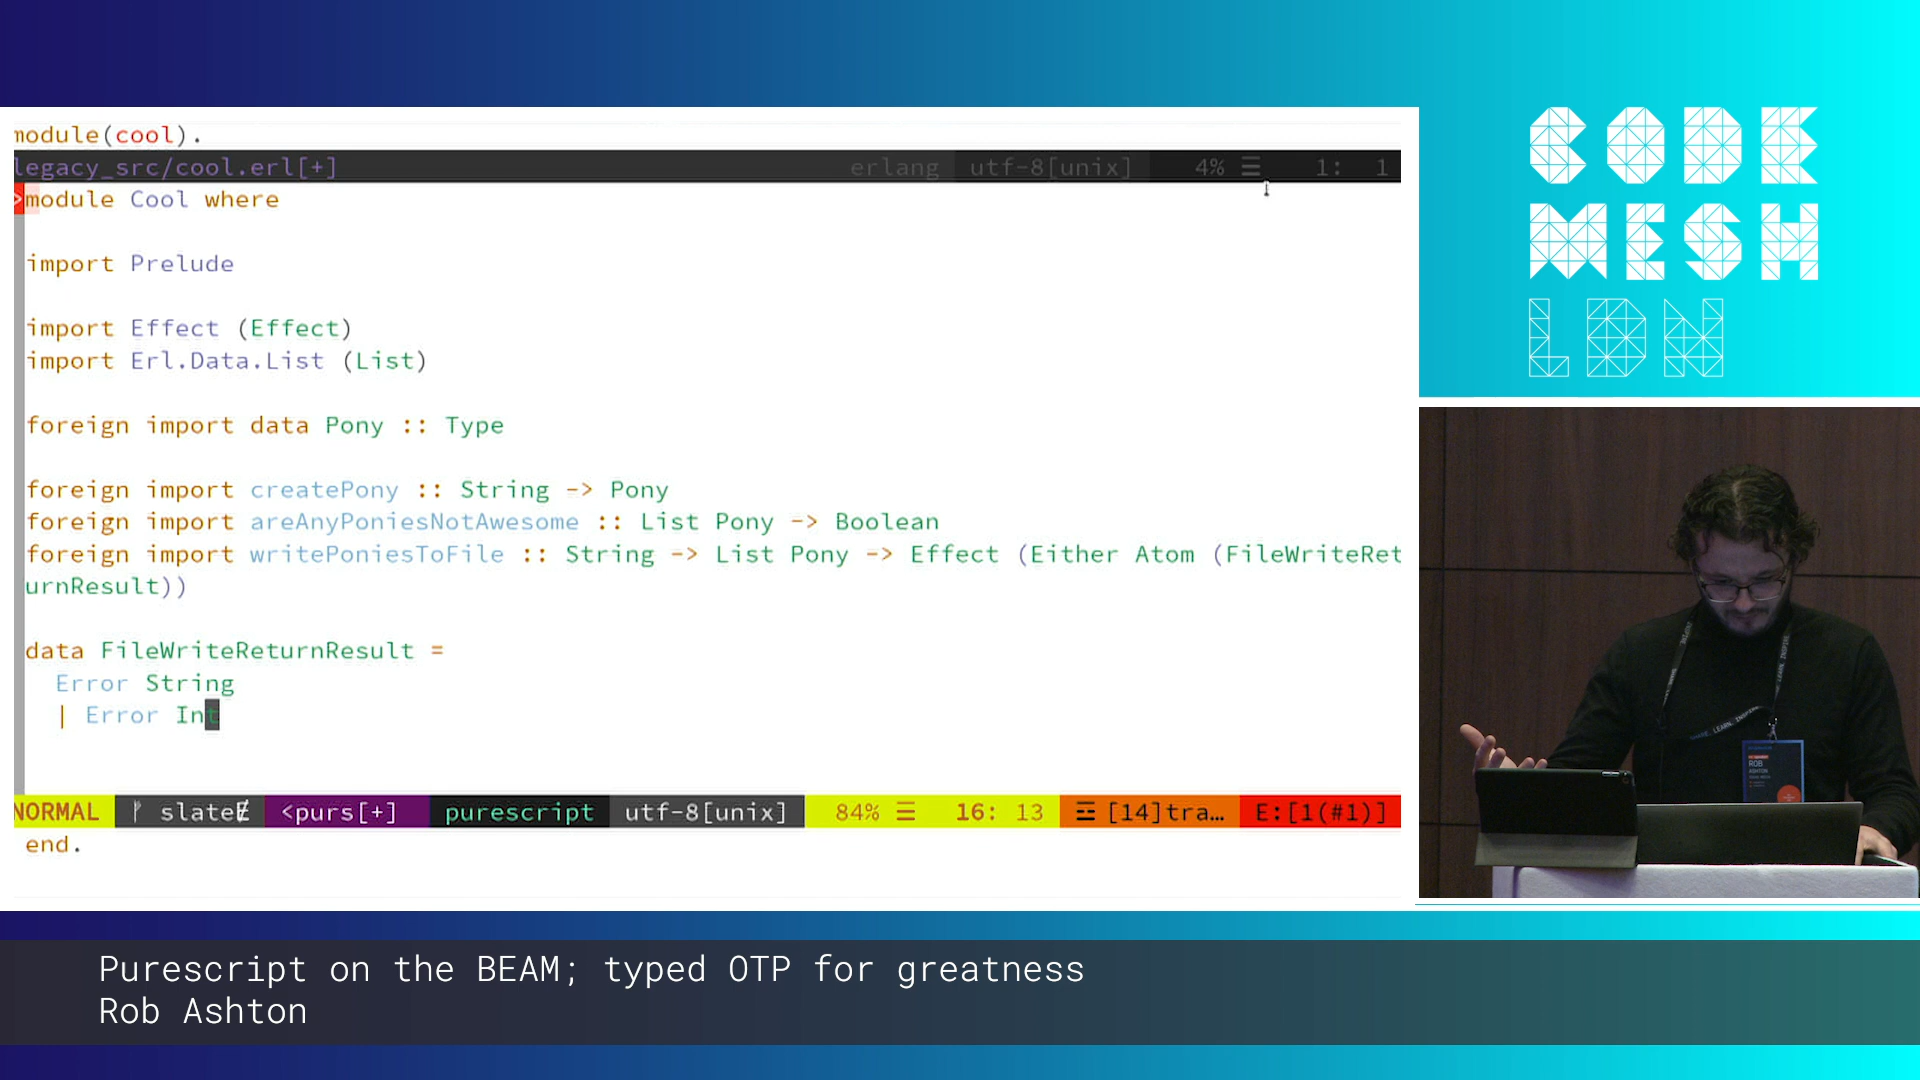 module(cool).
legacy_src/cool.erl[+] erlang utf-8[unix] 4% ☰ 1: 1
>module Cool where
import Prelude
import Effect (Effect)
import Erl.Data.List (List)
foreign import data Pony :: Type
foreign import createPony :: String -> Pony
foreign import areAnyPoniesNotAwesome :: List Pony -> Boolean
foreign import writePoniesToFile :: String -> List Pony -> Effect (Either Atom (FileWriteRet
urnResult))
data FileWriteReturnResult =
Error String
| Error Int
NORMAL slate <purs[+] purescript utf-8[unix] 84% ☰ 16: 13 [14]tra… E:[1(#1)]
end.
CODE
MESH
LDN
ROB
ASHTON
Purescript on the BEAM; typed OTP for greatness
Rob Ashton